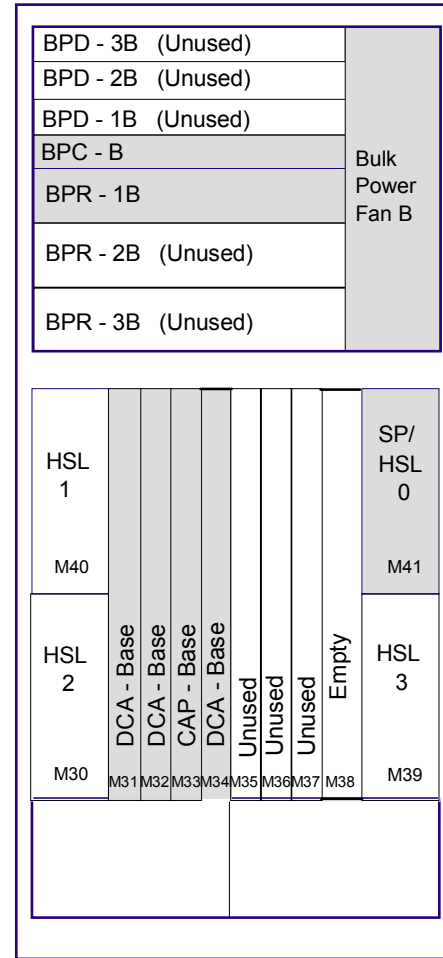 BPD - 3B (Unused)
BPD - 2B (Unused)
BPD - 1B (Unused)
BPC - B
BPR - 1B
BPR - 2B (Unused)
BPR - 3B (Unused)
Bulk
Power
Fan B
HSL
1
M40
HSL
2
M30
DCA - Base
M31
DCA - Base
M32
CAP - Base
M33
DCA - Base
M34
Unused
M35
Unused
M36
Unused
M37
Empty
M38
SP/
HSL
0
M41
HSL
3
M39